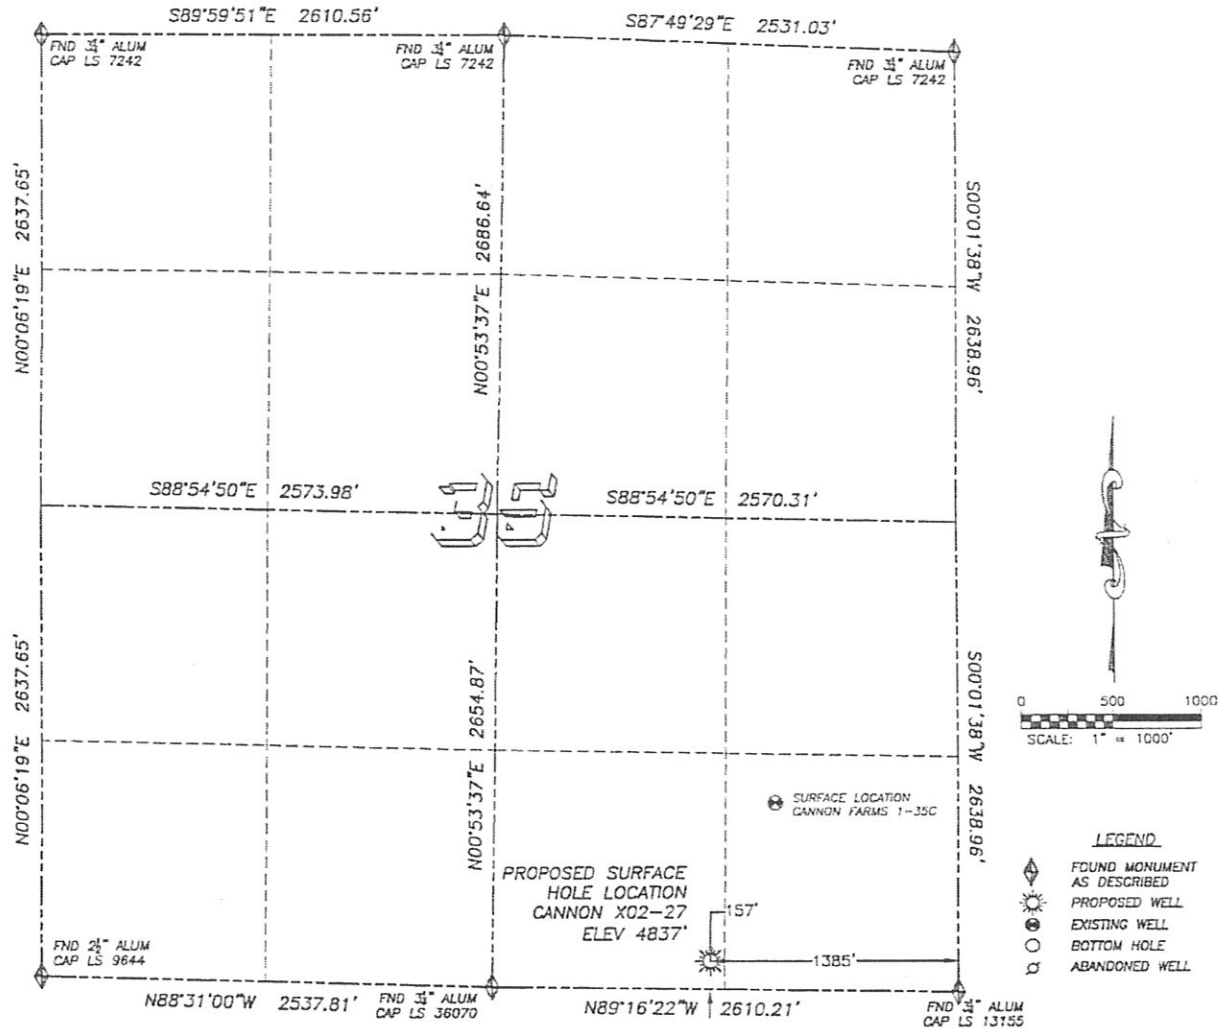 S89°59'51"E 2610.56'
S87°49'29"E 2531.03'
FND 3¼" ALUM
CAP LS 7242
FND 3¼" ALUM
CAP LS 7242
FND 3¼" ALUM
CAP LS 7242
N00°06'19"E 2637.65'
N00°53'37"E 2686.64'
S00°01'38"W 2638.96'
S88°54'50"E 2573.98'
35
S88°54'50"E 2570.31'
N00°06'19"E 2637.65'
N00°53'37"E 2654.87'
S00°01'38"W 2638.96'
0 500 1000
SCALE: 1" = 1000'
SURFACE LOCATION
CANNON FARMS 1-35C
PROPOSED SURFACE
HOLE LOCATION
CANNON X02-27
ELEV 4837'
157'
1385'
LEGEND
FOUND MONUMENT
AS DESCRIBED
PROPOSED WELL
EXISTING WELL
BOTTOM HOLE
ABANDONED WELL
FND 2½" ALUM
CAP LS 9644
N88°31'00"W 2537.81'
FND 3¼" ALUM
CAP LS 36070
N89°16'22"W 2610.21'
FND 3¼" ALUM
CAP LS 13155